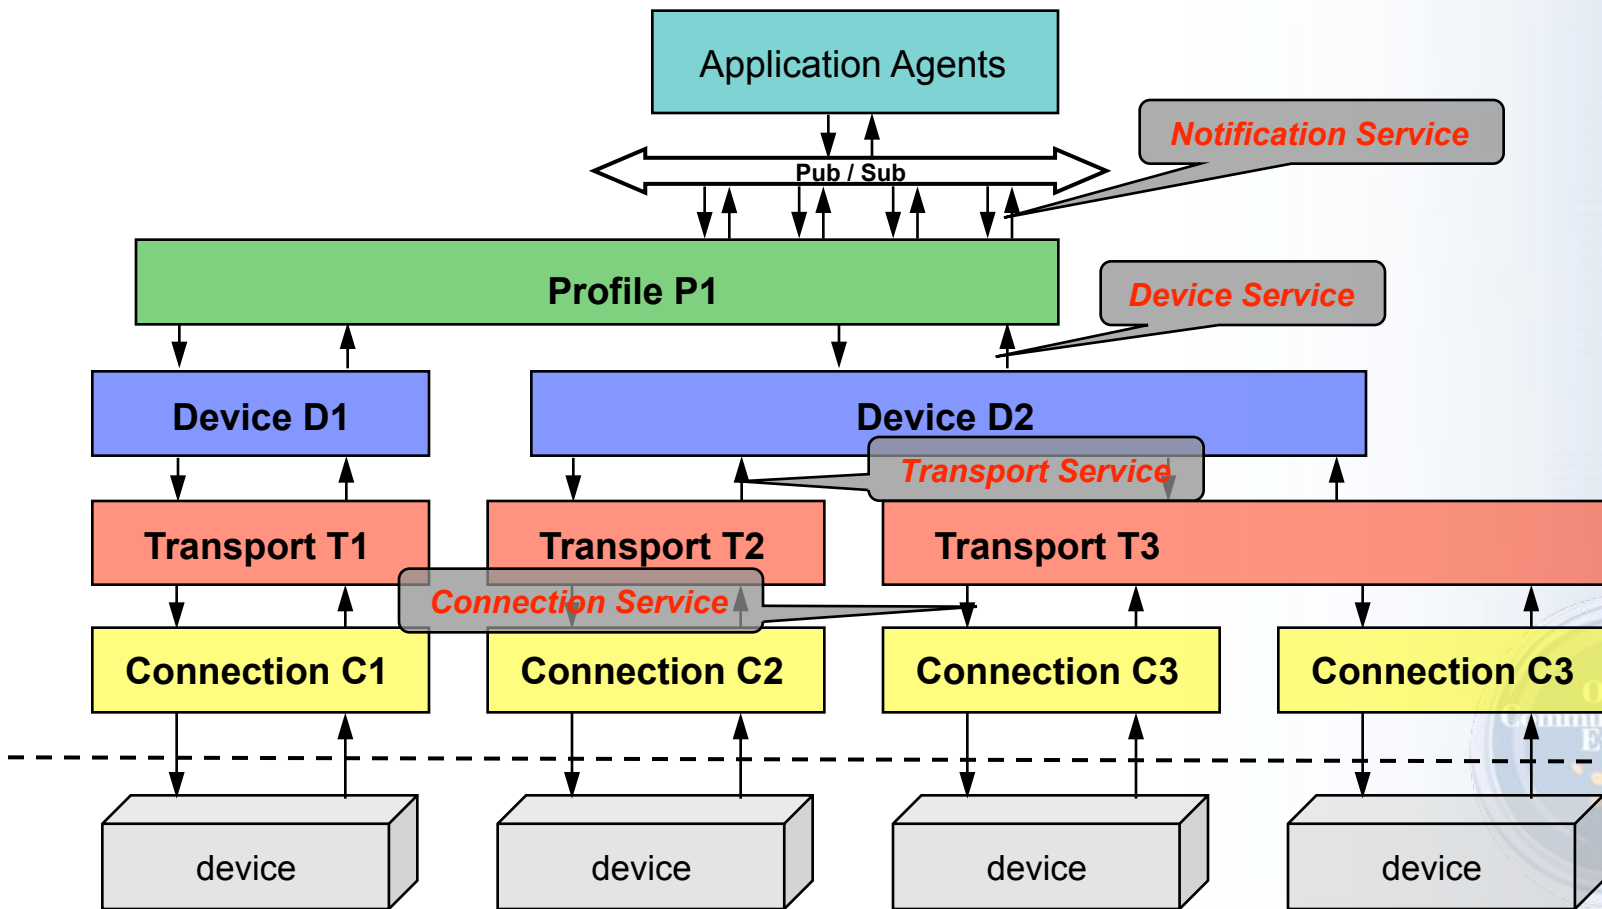 Application Agents
Notification Service
Pub / Sub
Profile P1
Device Service
Device D1
Device D2
Transport Service
Transport T1
Transport T2
Transport T3
Connection Service
Connection C1
Connection C2
Connection C3
Connection C3
device
device
device
device